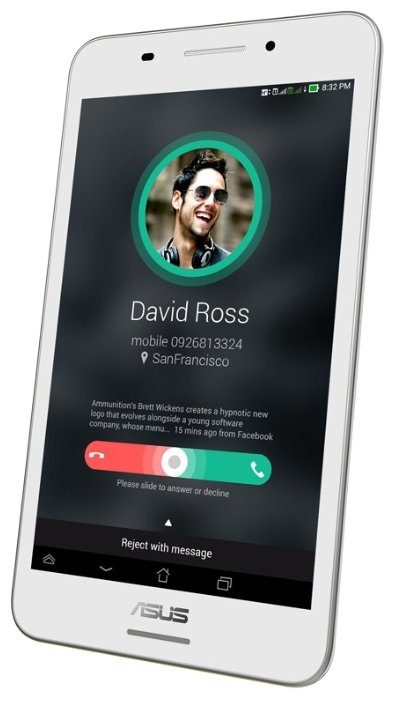 8:32 PM
David Ross
mobile 0926813324
SanFrancisco
Ammunition's Brett Wickens creates a hypnotic new
logo that evolves alongside a young software
company, whose menu... 15 mins ago from Facebook
Please slide to answer or decline
Reject with message
ASUS